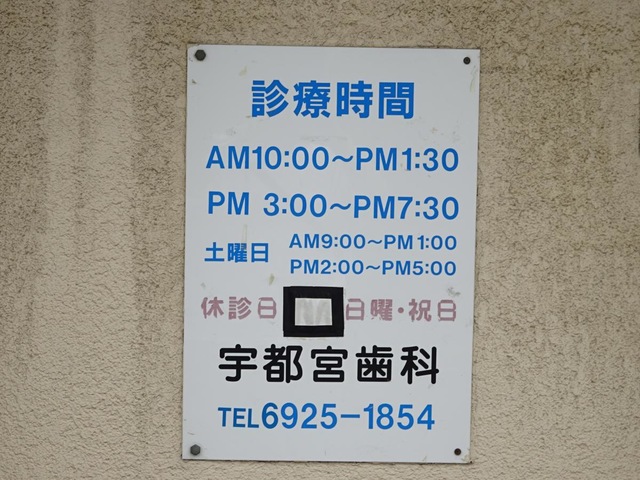 診療時間
AM10:00〜PM1:30
PM 3:00〜PM7:30
土曜日 AM9:00〜PM1:00
PM2:00〜PM5:00
休診日 日曜・祝日
宇都宮歯科
TEL6925-1854